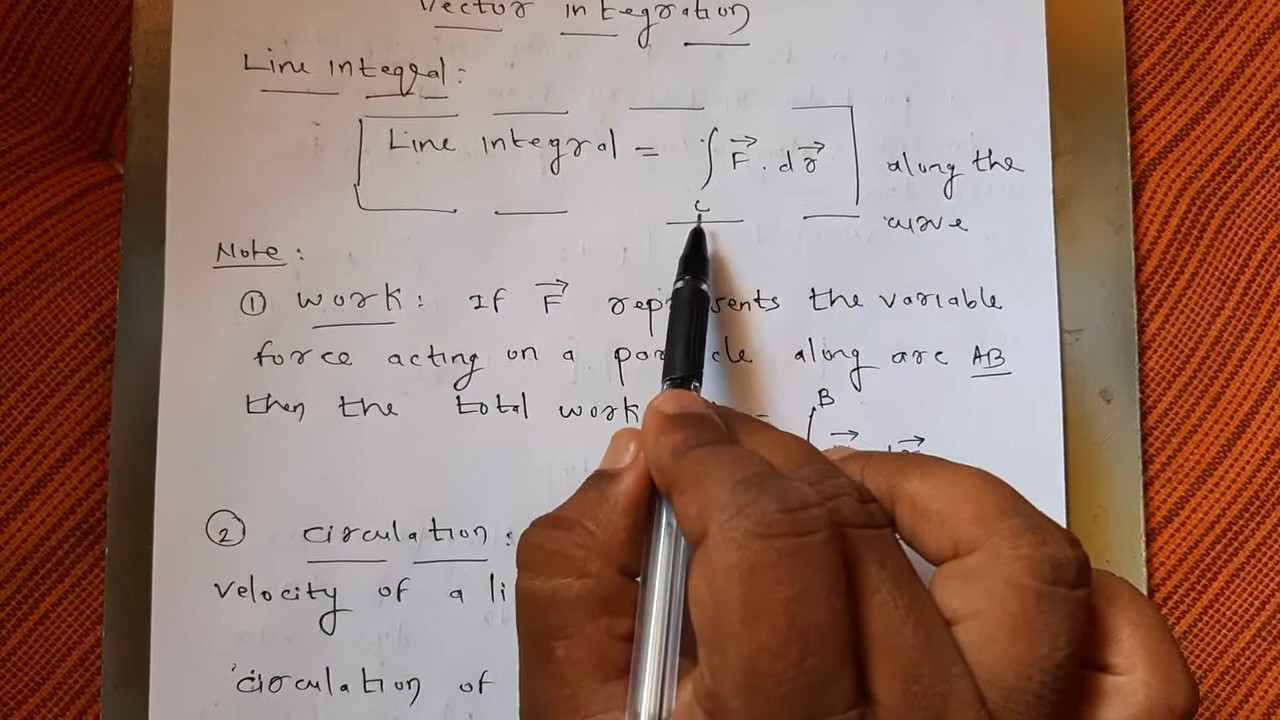 Vector integration
Line integral:
Line integral = ∫ F⃗ . d r⃗ along the
c curve
Note:
① work: If F⃗ represents the variable
force acting on a particle along arc AB
B
then the total work =
② circulation:
velocity of a li
circulation of